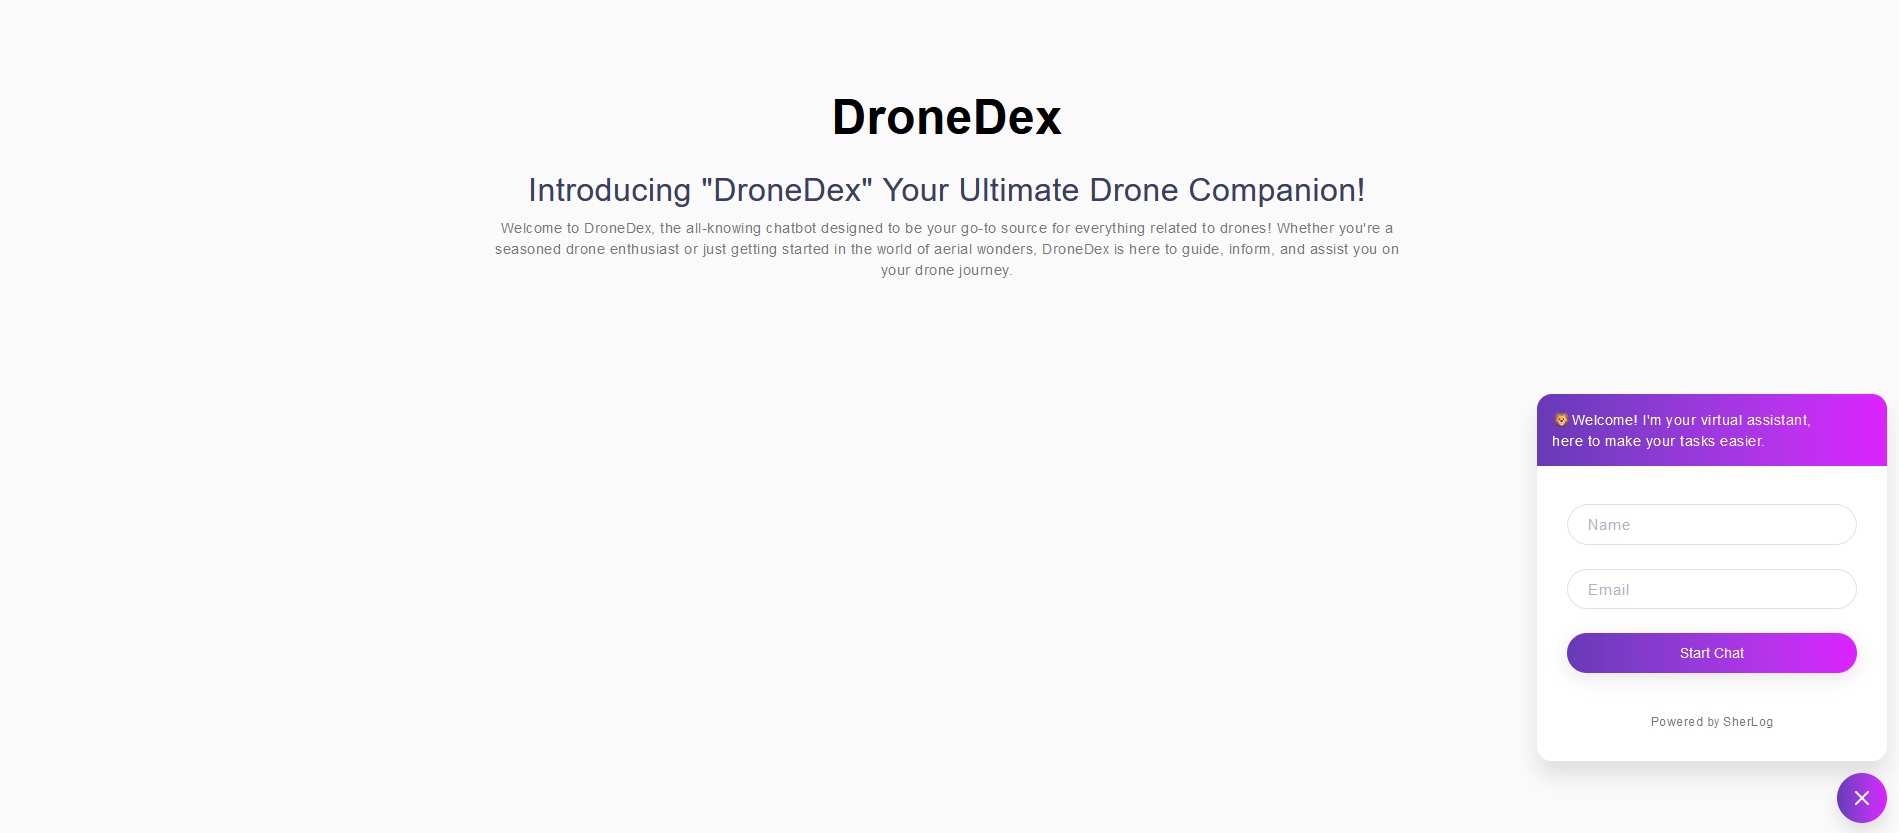 DroneDex
Introducing "DroneDex" Your Ultimate Drone Companion!
Welcome to DroneDex, the all-knowing chatbot designed to be your go-to source for everything related to drones! Whether you're a
seasoned drone enthusiast or just getting started in the world of aerial wonders, DroneDex is here to guide, inform, and assist you on
your drone journey.
🦁Welcome! I'm your virtual assistant,
here to make your tasks easier.
Name
Email
Start Chat
Powered by SherLog